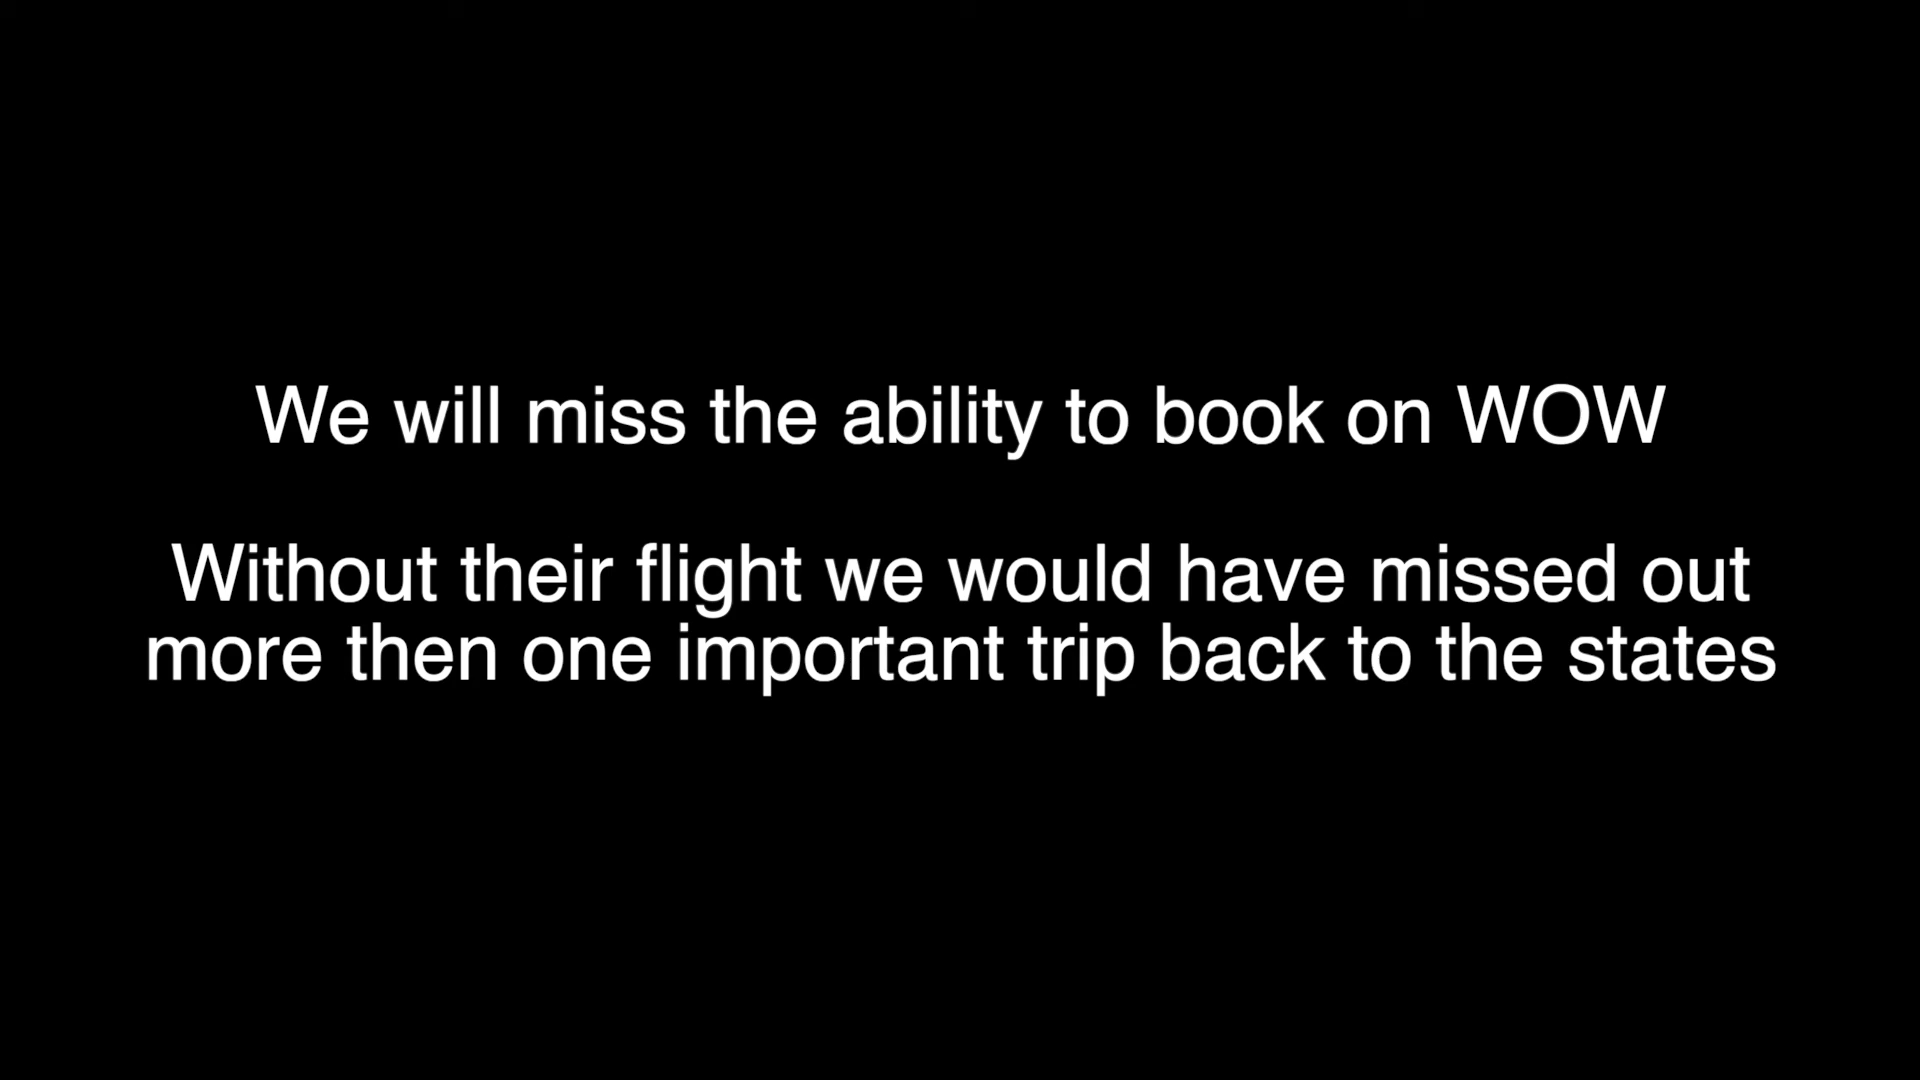 We will miss the ability to book on WOW
Without their flight we would have missed out
more then one important trip back to the states